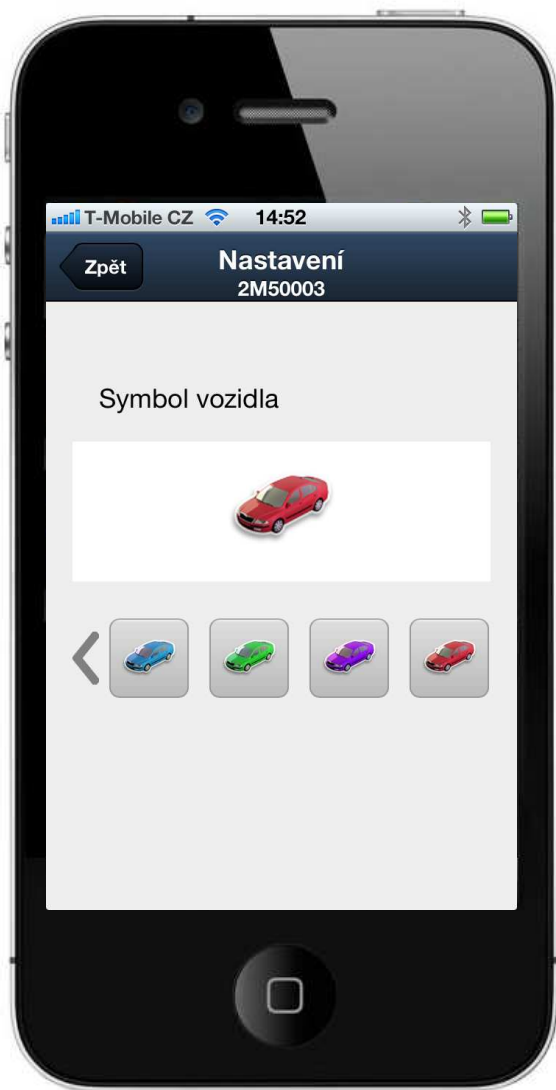 T-Mobile CZ 14:52
Zpět
Nastavení
2M50003
Symbol vozidla